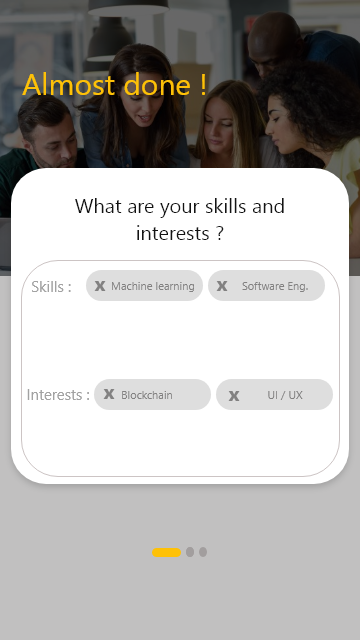 Almost done !
What are your skills and
interests ?
Skills : X Machine learning X Software Eng.
Interests : X Blockchain X UI / UX